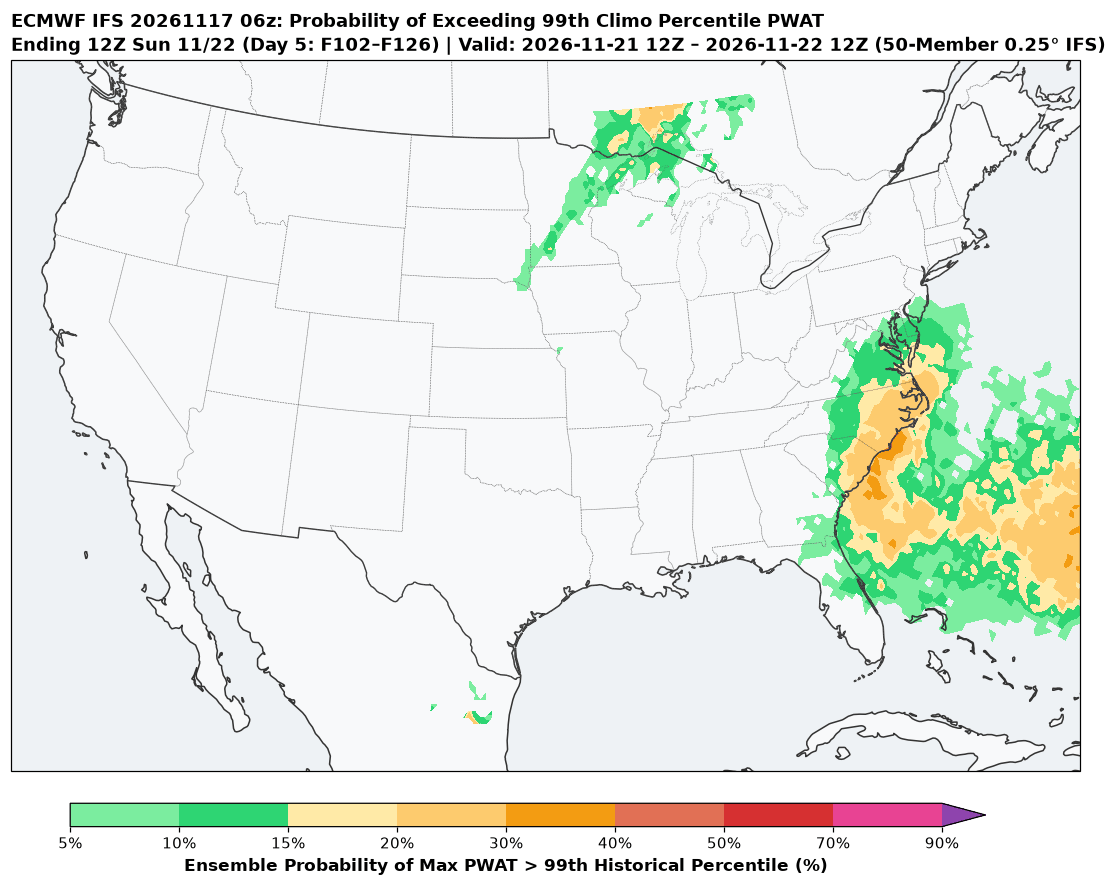 ECMWF IFS 20261117 06z: Probability of Exceeding 99th Climo Percentile PWAT
Ending 12Z Sun 11/22 (Day 5: F102–F126) | Valid: 2026-11-21 12Z – 2026-11-22 12Z (50-Member 0.25° IFS)
5% 10% 15% 20% 30% 40% 50% 70% 90%
Ensemble Probability of Max PWAT > 99th Historical Percentile (%)